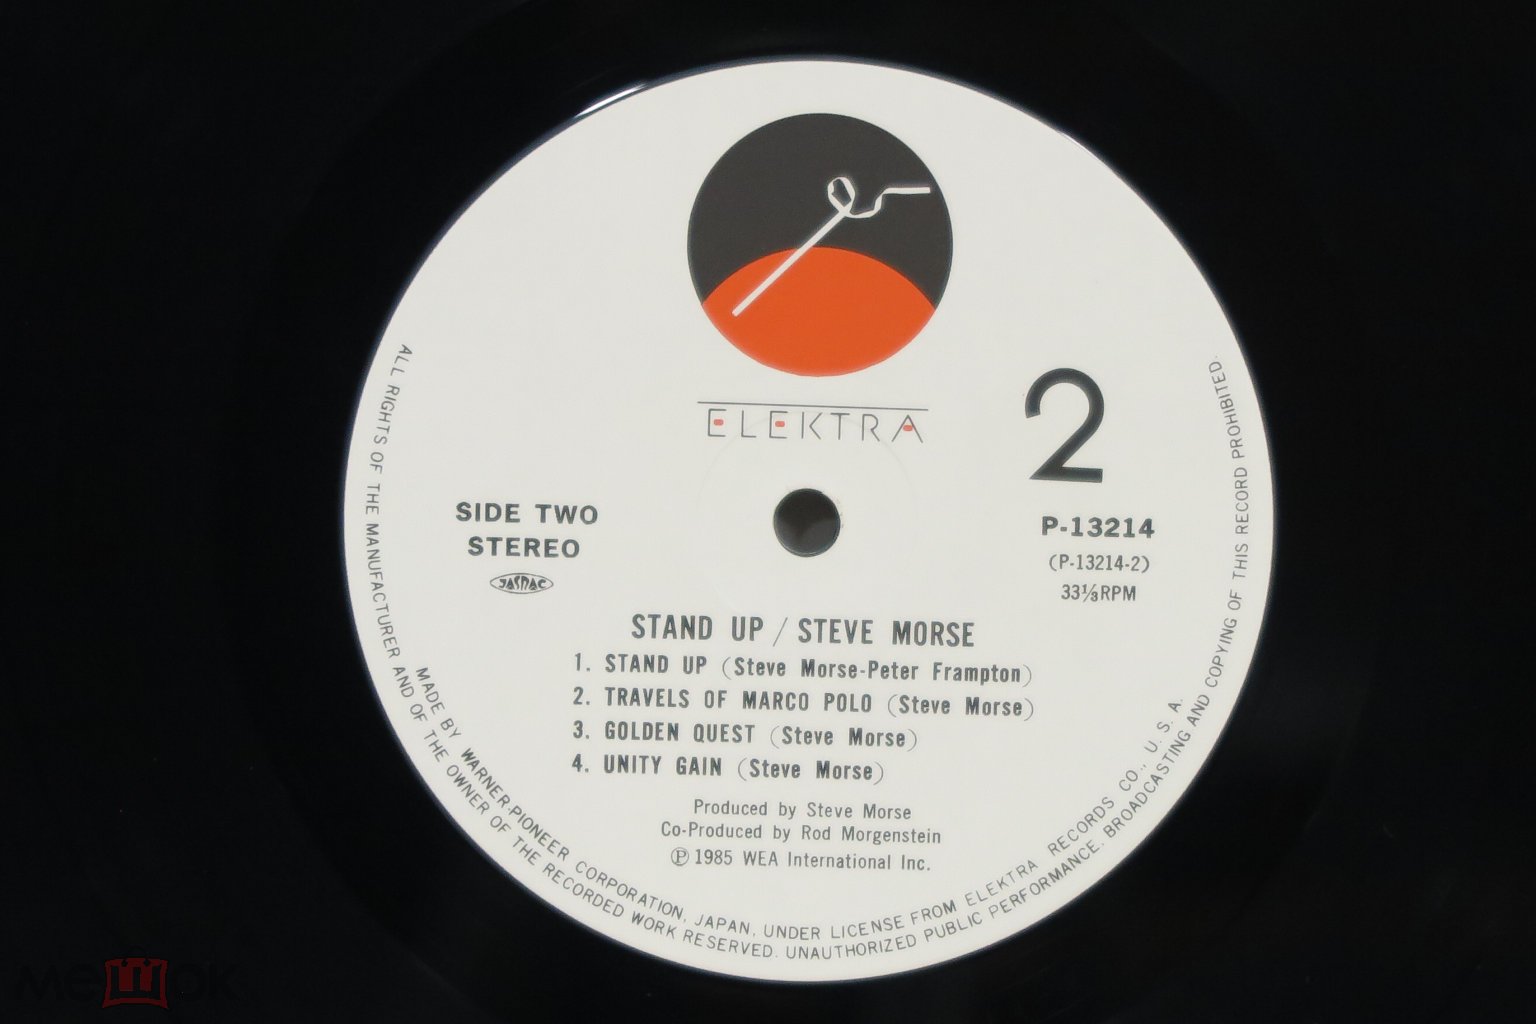 ELEKTRA
2
SIDE TWO
STEREO
JASRAC
P-13214
(P-13214-2)
33⅓RPM
STAND UP / STEVE MORSE
1. STAND UP (Steve Morse-Peter Frampton)
2. TRAVELS OF MARCO POLO (Steve Morse)
3. GOLDEN QUEST (Steve Morse)
4. UNITY GAIN (Steve Morse)
Produced by Steve Morse
Co-Produced by Rod Morgenstein
℗ 1985 WEA International Inc.
MADE BY WARNER-PIONEER CORPORATION, JAPAN, UNDER LICENSE FROM ELEKTRA RECORDS CO., U. S. A.
ALL RIGHTS OF THE MANUFACTURER AND OF THE OWNER OF THE RECORDED WORK RESERVED. UNAUTHORIZED PUBLIC PERFORMANCE. BROADCASTING AND COPYING OF THIS RECORD PROHIBITED.
мешок